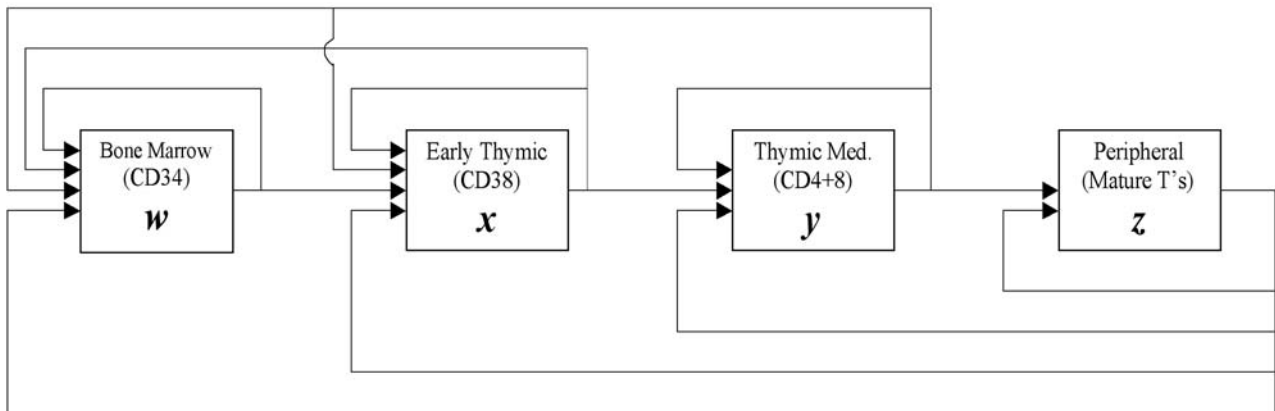 Bone Marrow
(CD34)
w
Early Thymic
(CD38)
x
Thymic Med.
(CD4+8)
y
Peripheral
(Mature T's)
z